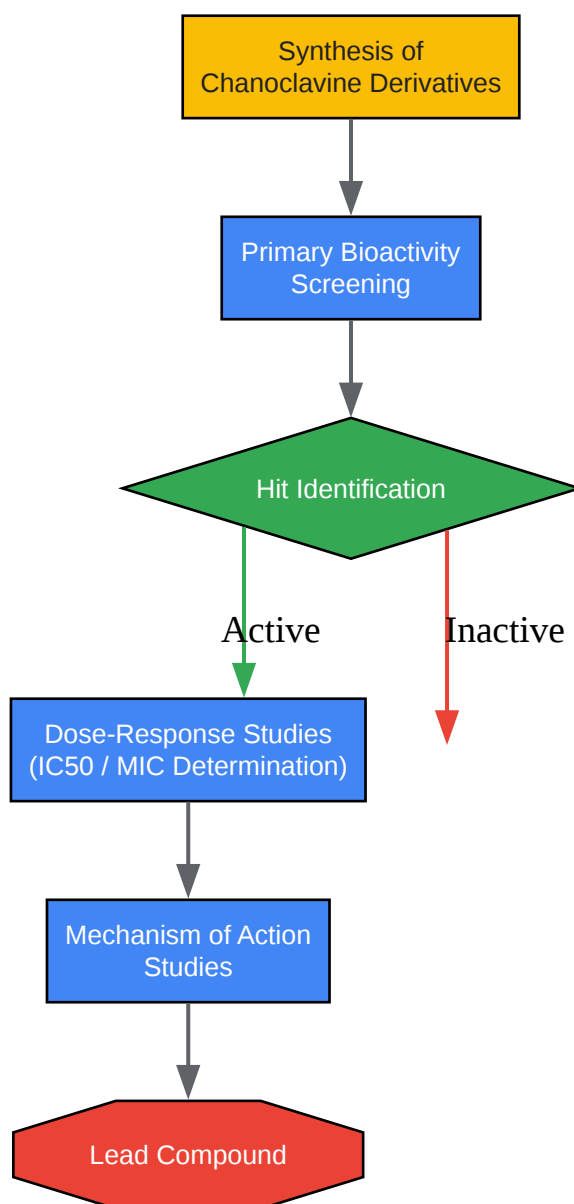 Synthesis of
Chanoclavine Derivatives
Primary Bioactivity
Screening
Hit Identification
Active
Inactive
Dose-Response Studies
(IC50 / MIC Determination)
Mechanism of Action
Studies
Lead Compound